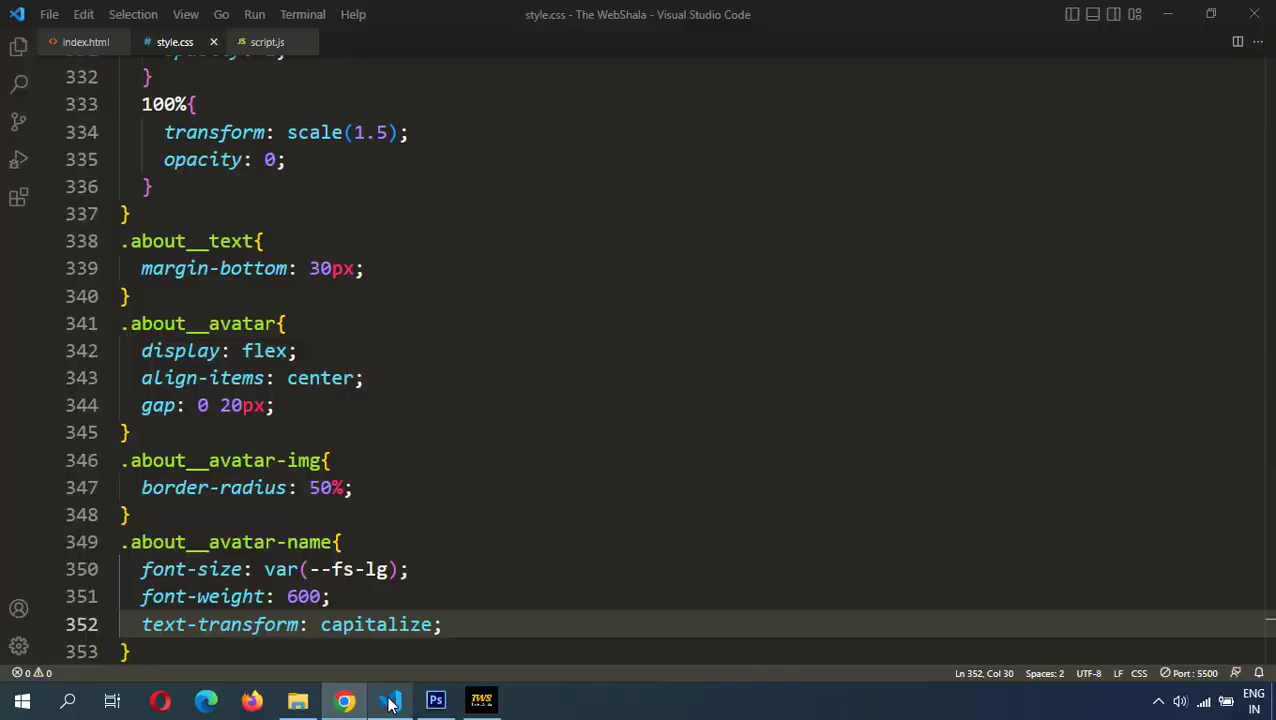 File Edit Selection View Go Run Terminal Help style.css - The WebShala - Visual Studio Code
index.html # style.css JS script.js
332 }
333 100%{
334 transform: scale(1.5);
335 opacity: 0;
336 }
337 }
338 .about__text{
339 margin-bottom: 30px;
340 }
341 .about__avatar{
342 display: flex;
343 align-items: center;
344 gap: 0 20px;
345 }
346 .about__avatar-img{
347 border-radius: 50%;
348 }
349 .about__avatar-name{
350 font-size: var(--fs-lg);
351 font-weight: 600;
352 text-transform: capitalize;
353 }
0 0 Ln 352, Col 30 Spaces: 2 UTF-8 LF CSS Port : 5500
Ps TWS ENG
IN